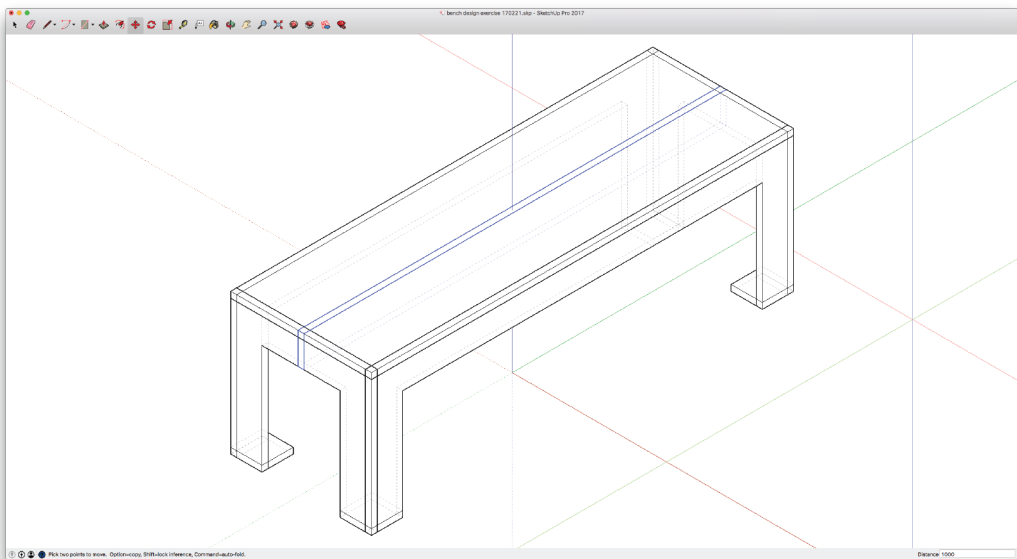 bench design exercise 170221.skp - SketchUp Pro 2017
Pick two points to move. Option=copy, Shift=lock inference, Command=auto-fold.
Distance 1000